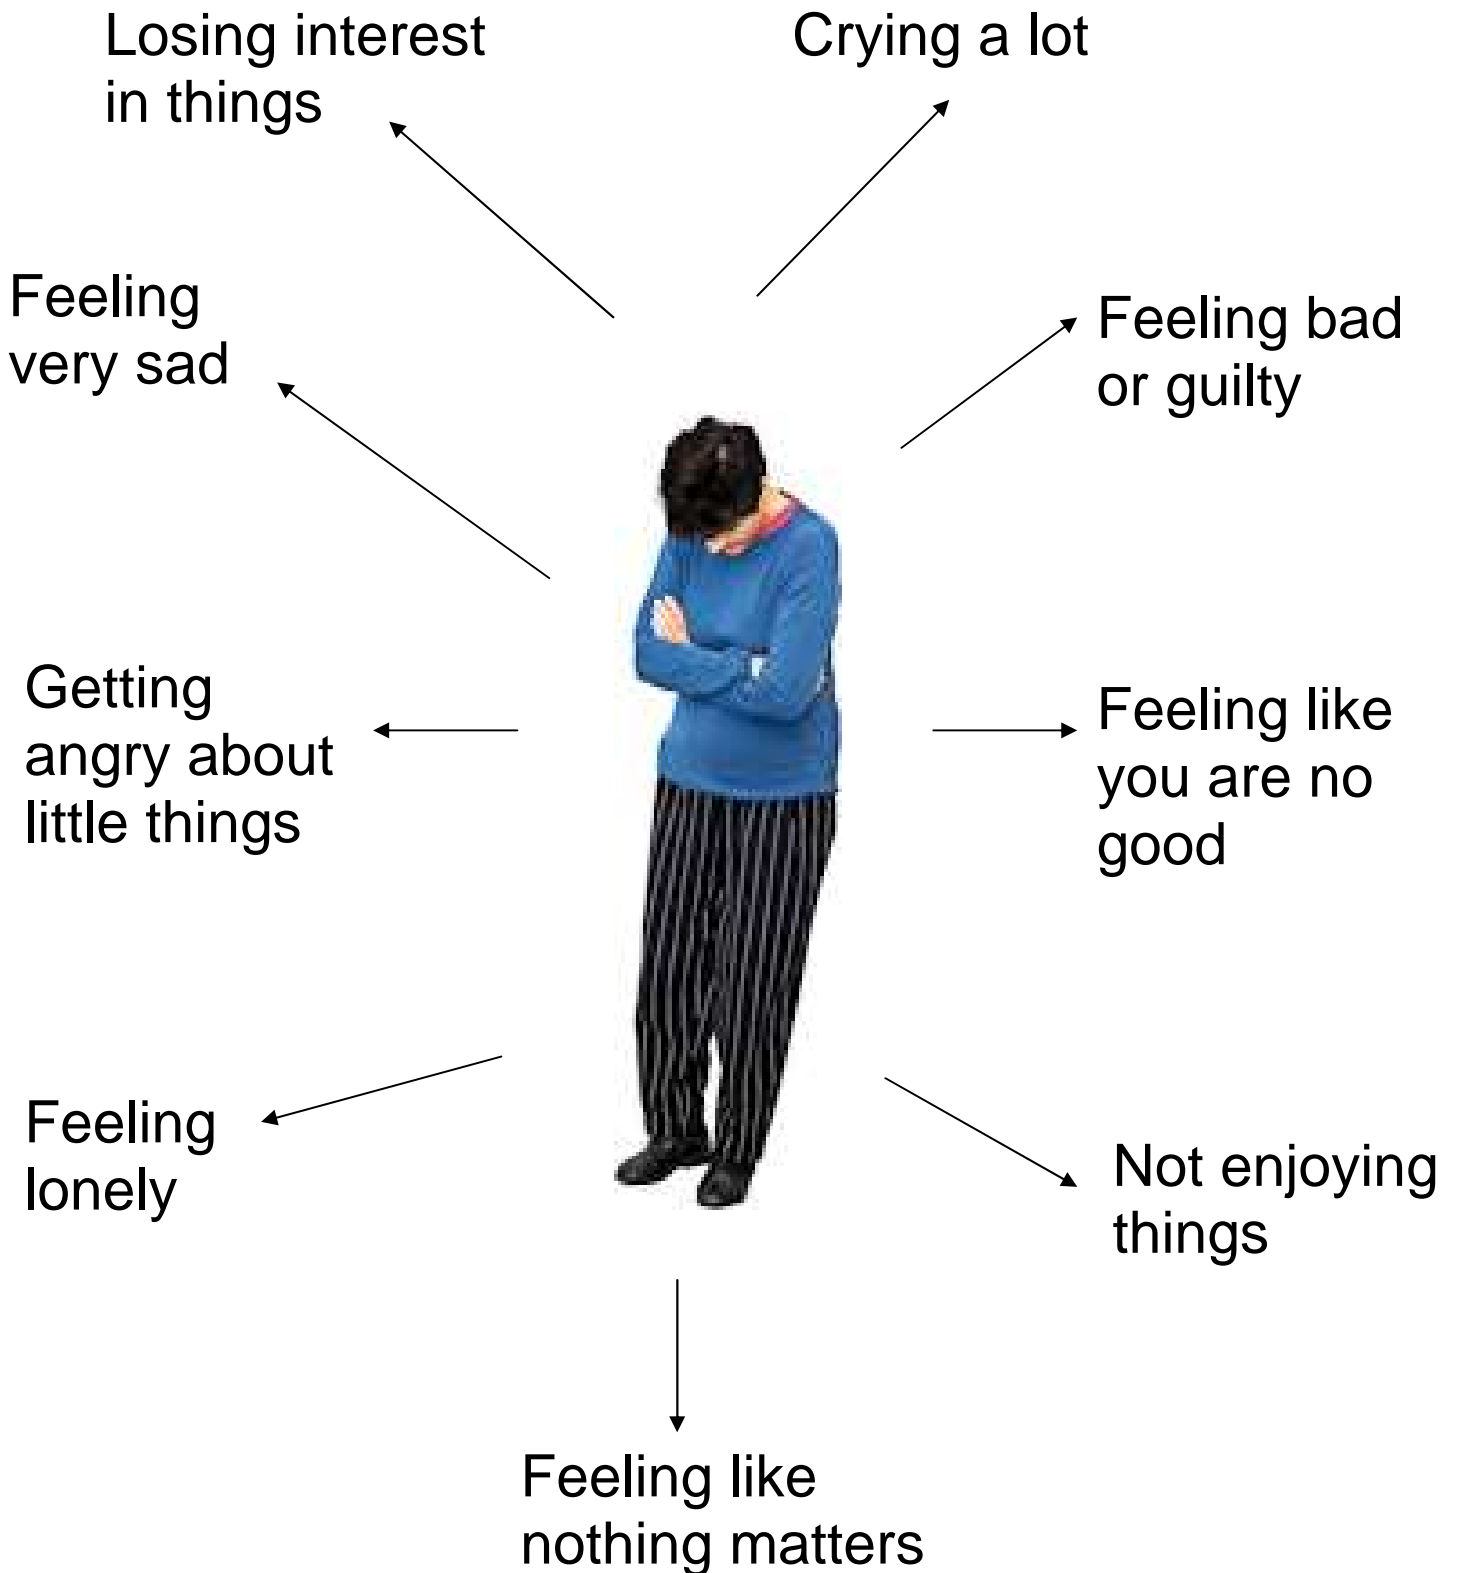 Losing interest
in things
Crying a lot
Feeling
very sad
Feeling bad
or guilty
Getting
angry about
little things
Feeling like
you are no
good
Feeling
lonely
Not enjoying
things
Feeling like
nothing matters